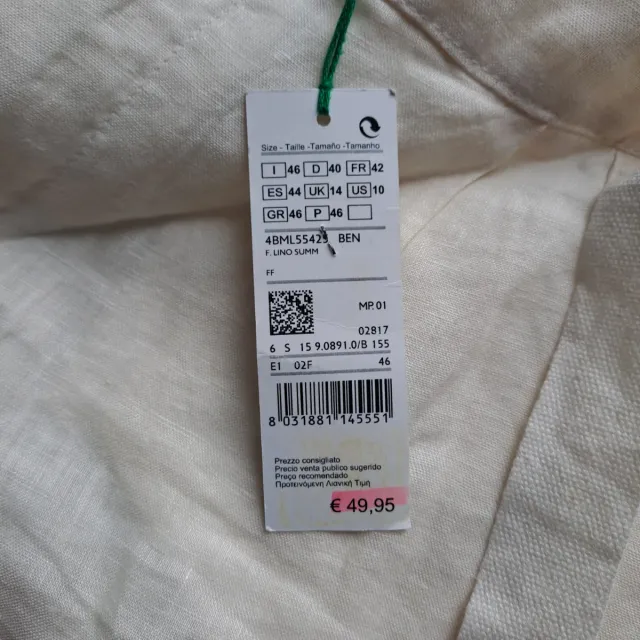 Size - Taille -Tamaño -Tamanho
I 46 D 40 FR 42
ES 44 UK 14 US 10
GR 46 P 46
4BML55423 BEN
F. LINO SUMM
FF
MP. 01
02817
6 S 15 9.0891.0/B 155
E1 02F 46
8 031881 145551
Prezzo consigliato
Precio venta publico sugerido
Preço recomendado
Προτεινόμενη Λιανική Τιμή
€ 49,95